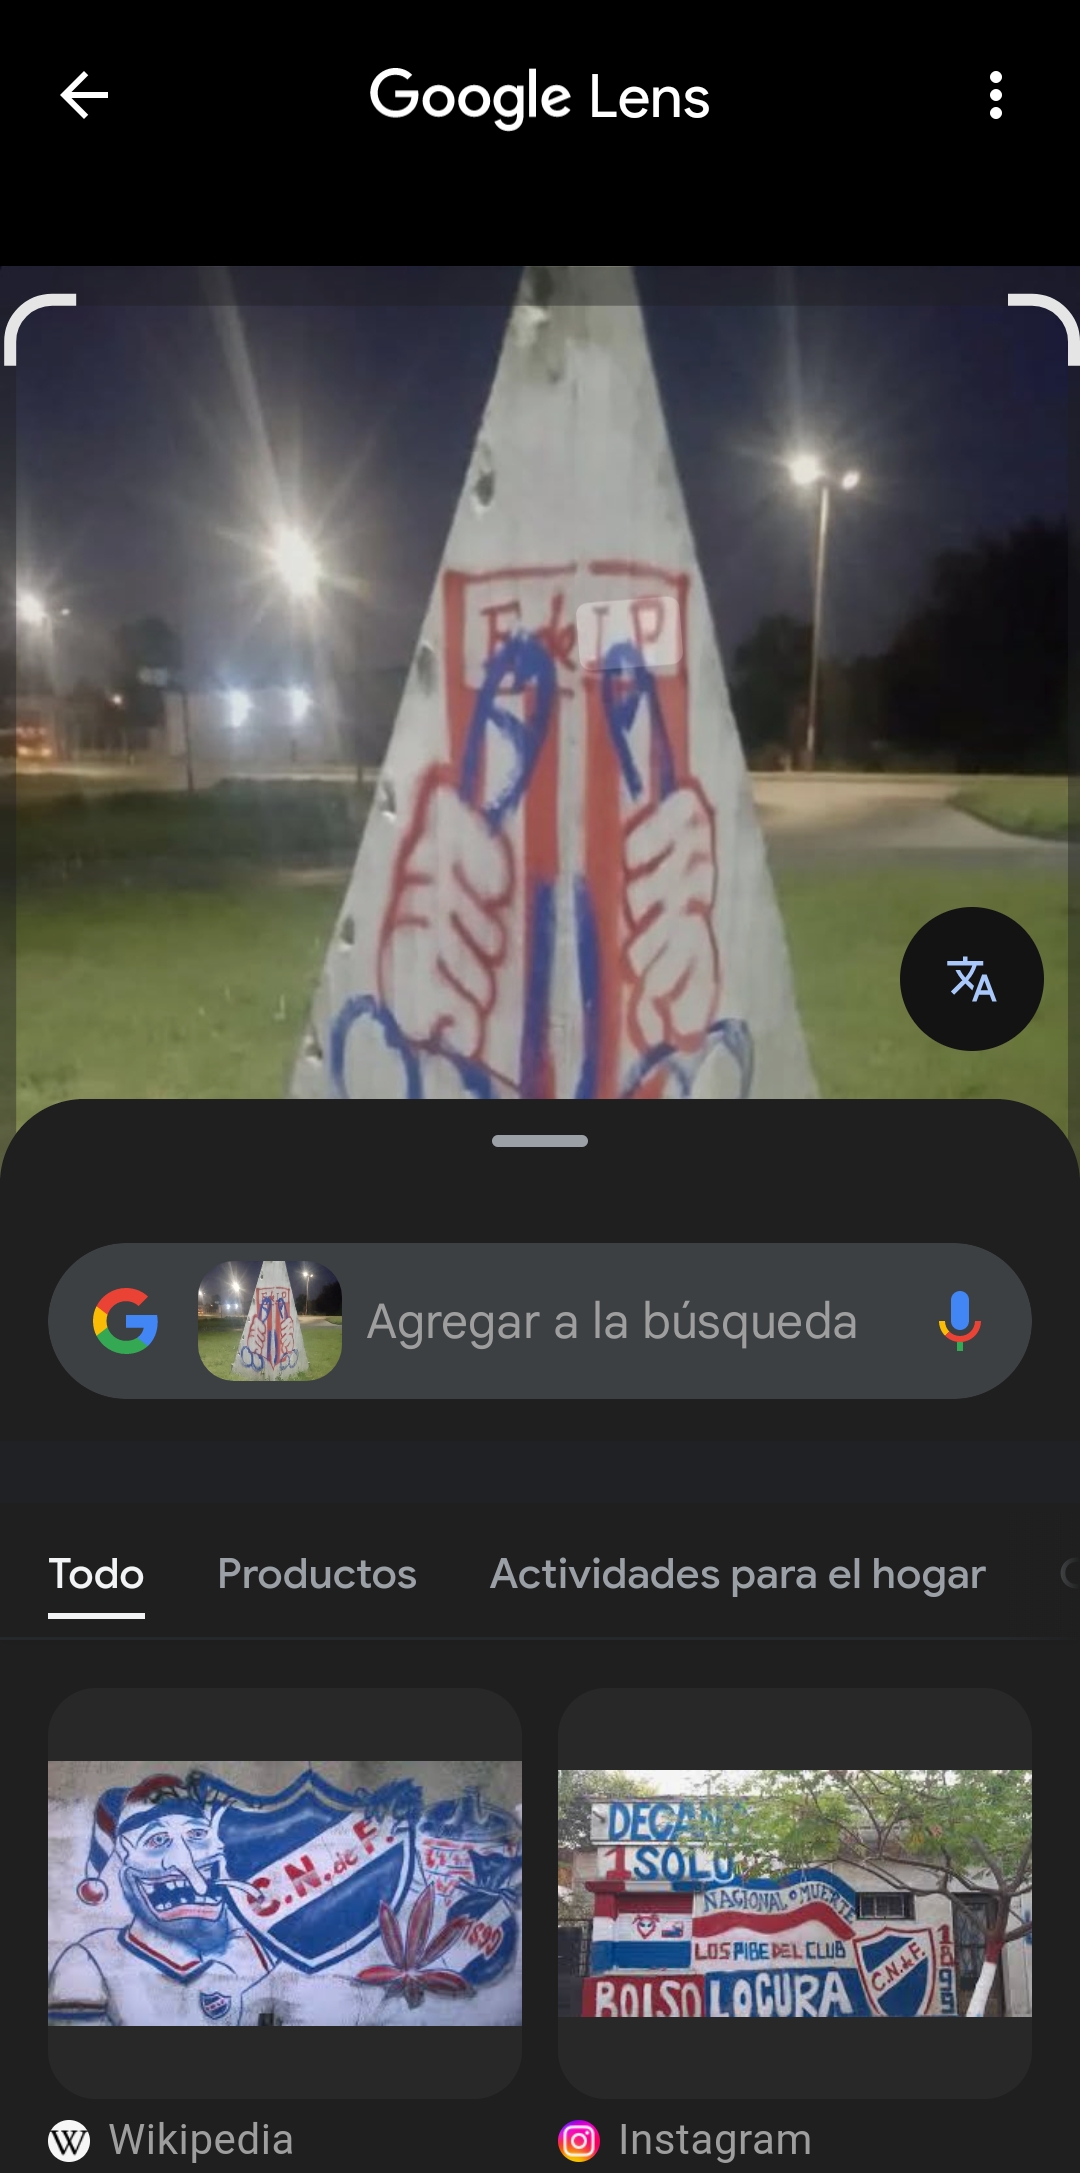 Google Lens
F de I P
Agregar a la búsqueda
Todo
Productos
Actividades para el hogar
C.N. de F.
1899
DECANO
1 SOLO
NACIONAL o MUERTE
LOS PIBE DEL CLUB
BOLSO LOCURA
C.N. de F.
1899
Wikipedia
Instagram